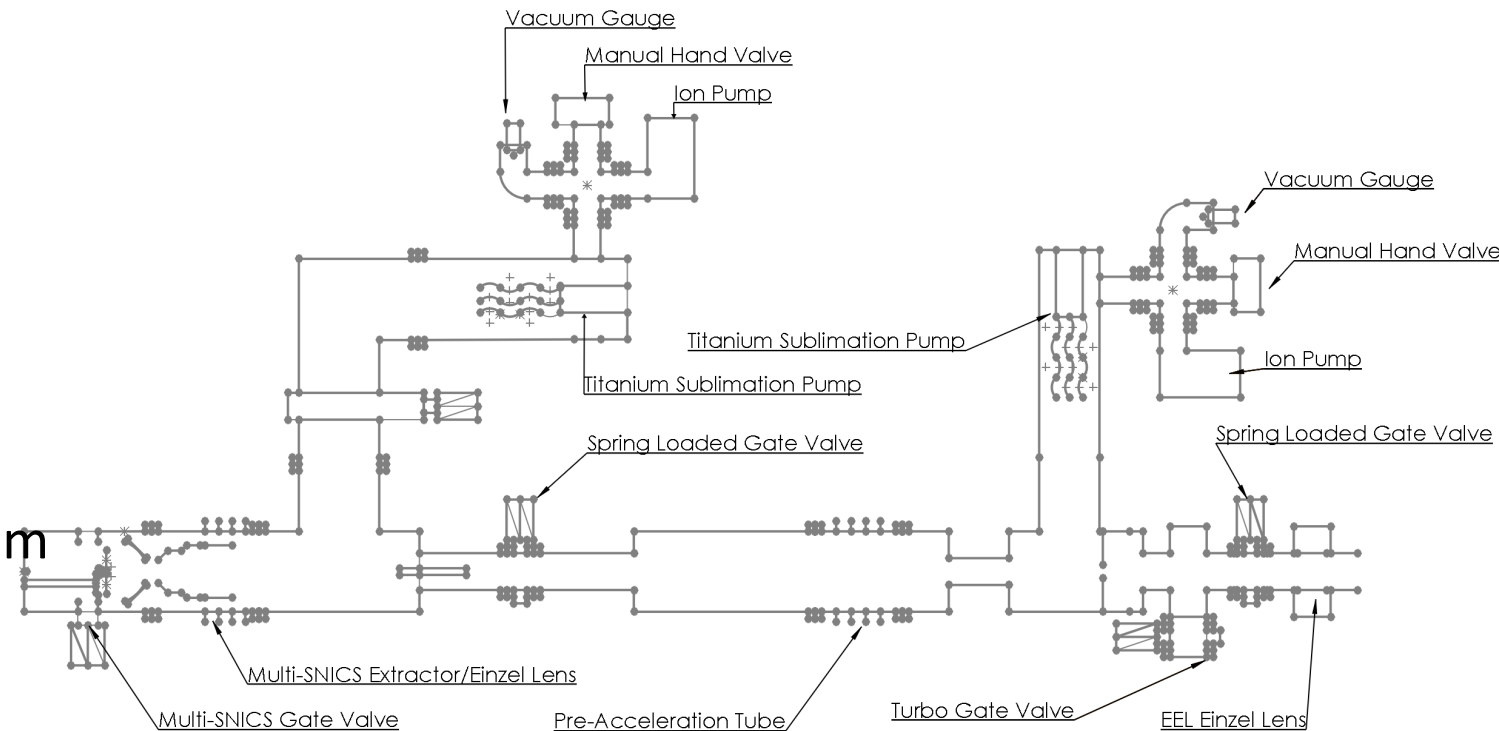 Vacuum Gauge
Manual Hand Valve
Ion Pump
Vacuum Gauge
Manual Hand Valve
Titanium Sublimation Pump
Ion Pump
Titanium Sublimation Pump
Spring Loaded Gate Valve
Spring Loaded Gate Valve
m
Multi-SNICS Extractor/Einzel Lens
Multi-SNICS Gate Valve
Pre-Acceleration Tube
Turbo Gate Valve
EEL Einzel Lens